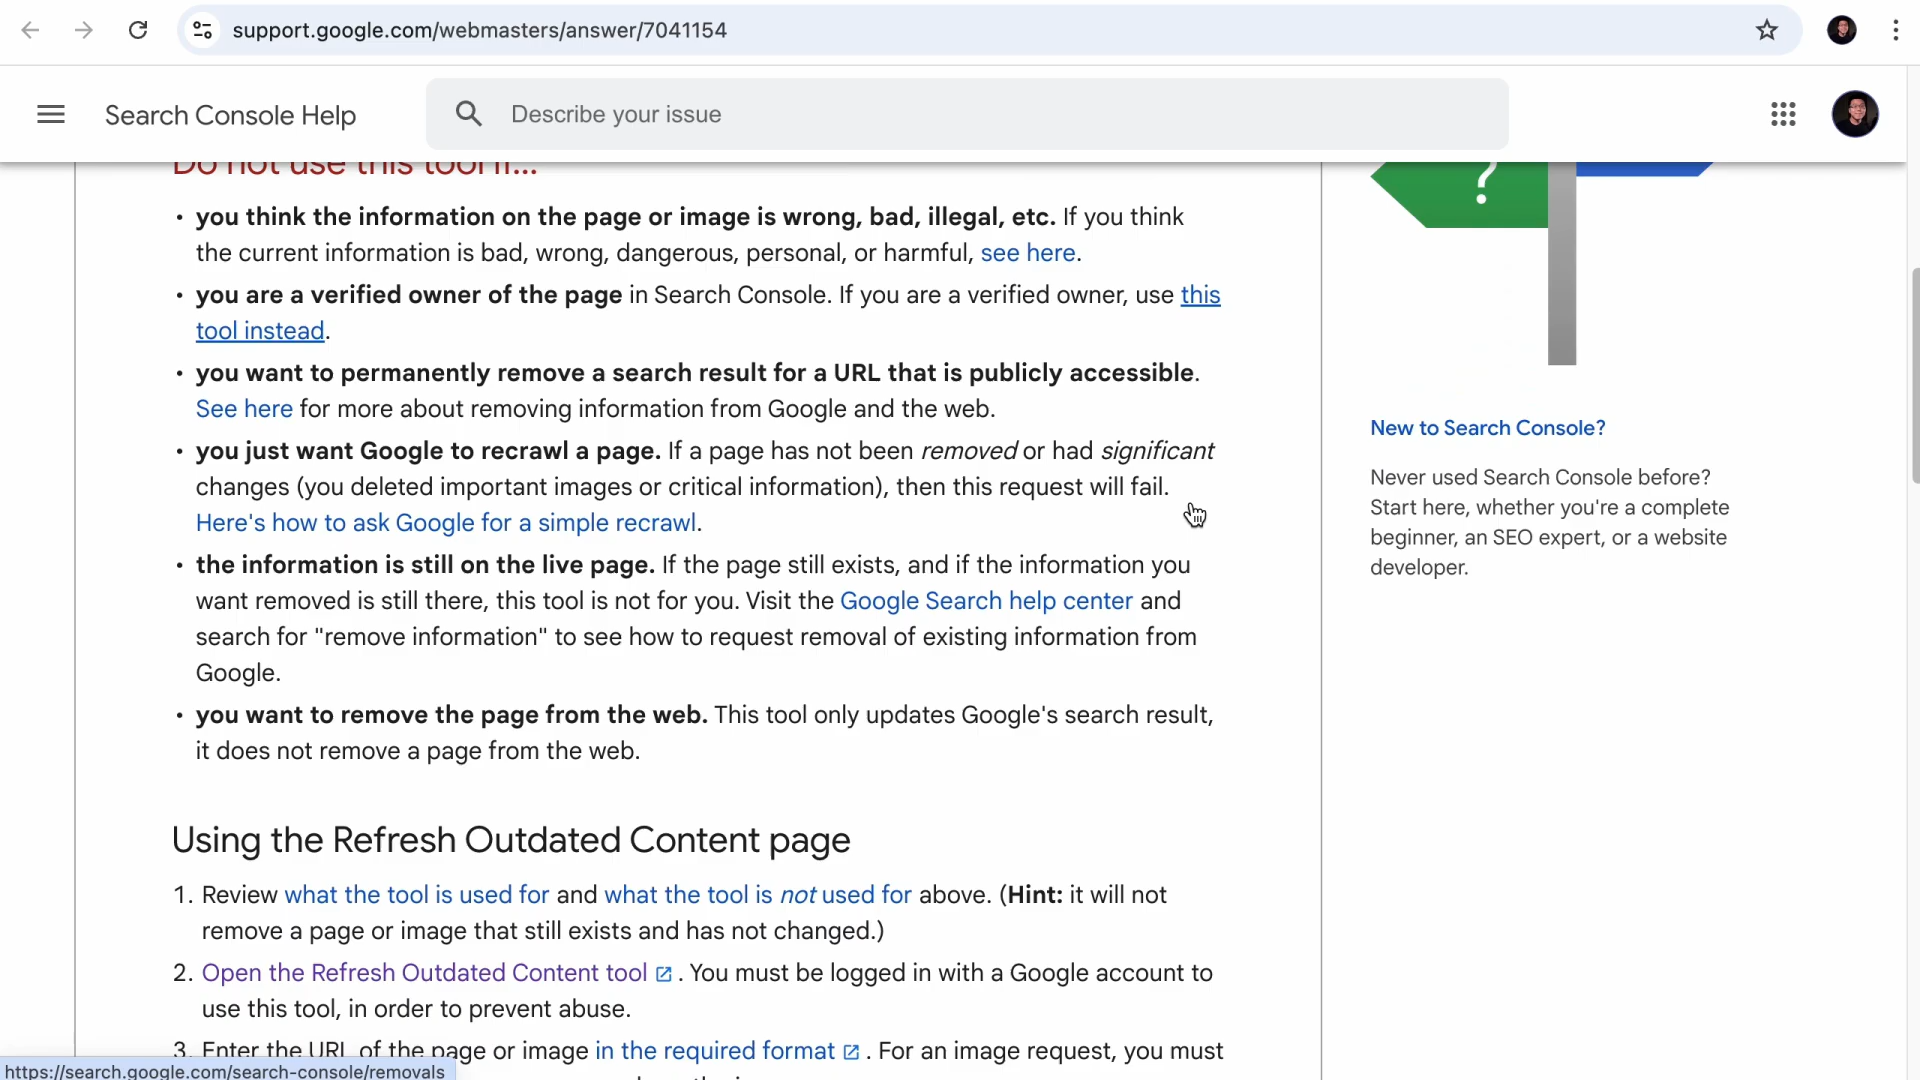 support.google.com/webmasters/answer/7041154
Search Console Help
Describe your issue
Do not use this tool if...
• you think the information on the page or image is wrong, bad, illegal, etc. If you think
the current information is bad, wrong, dangerous, personal, or harmful, see here.
• you are a verified owner of the page in Search Console. If you are a verified owner, use this
tool instead.
• you want to permanently remove a search result for a URL that is publicly accessible.
See here for more about removing information from Google and the web.
• you just want Google to recrawl a page. If a page has not been removed or had significant
changes (you deleted important images or critical information), then this request will fail.
Here's how to ask Google for a simple recrawl.
• the information is still on the live page. If the page still exists, and if the information you
want removed is still there, this tool is not for you. Visit the Google Search help center and
search for "remove information" to see how to request removal of existing information from
Google.
• you want to remove the page from the web. This tool only updates Google's search result,
it does not remove a page from the web.
Using the Refresh Outdated Content page
1. Review what the tool is used for and what the tool is not used for above. (Hint: it will not
remove a page or image that still exists and has not changed.)
2. Open the Refresh Outdated Content tool. You must be logged in with a Google account to
use this tool, in order to prevent abuse.
3. Enter the URL of the page or image in the required format. For an image request, you must
https://search.google.com/search-console/removals
?
New to Search Console?
Never used Search Console before?
Start here, whether you're a complete
beginner, an SEO expert, or a website
developer.